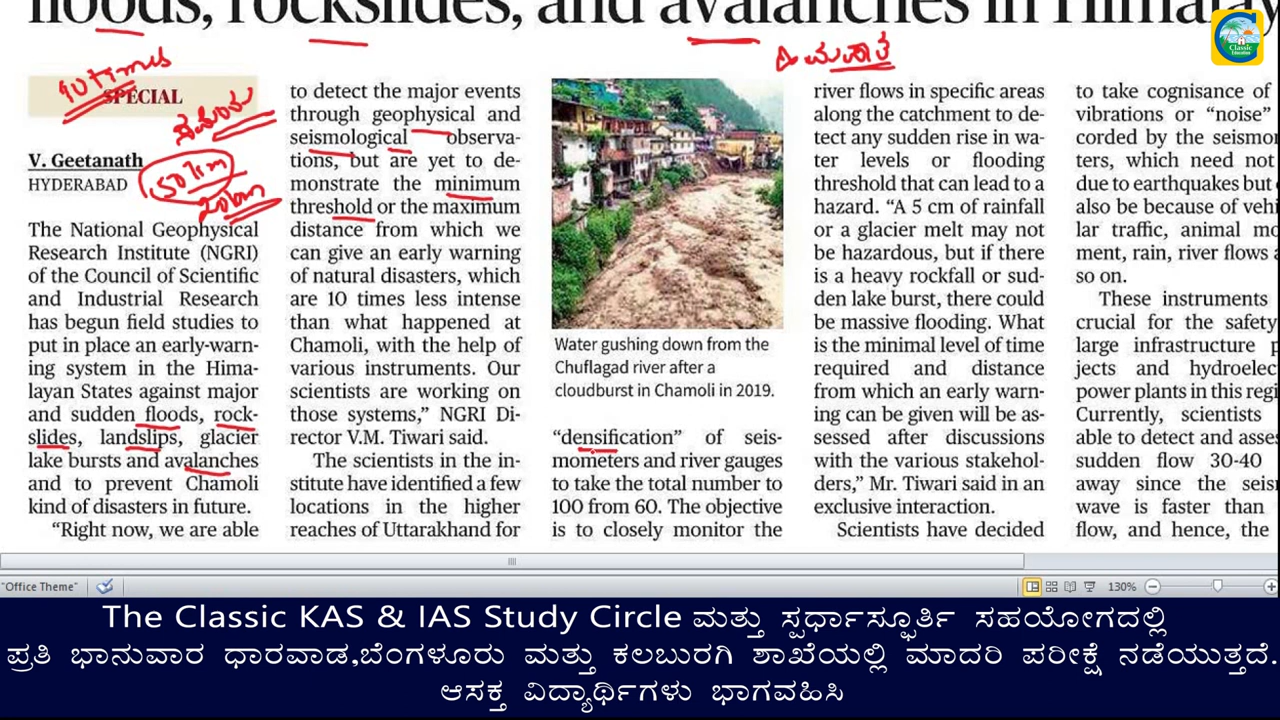 floods, rockslides, and avalanches in Himalay
ಹಿಮಪಾತ
Classic
Education
10 times
SPECIAL
V. Geetanath
HYDERABAD
150 km
The National Geophysical
Research Institute (NGRI)
of the Council of Scientific
and Industrial Research
has begun field studies to
put in place an early-warn-
ing system in the Hima-
layan States against major
and sudden floods, rock-
slides, landslips, glacier
lake bursts and avalanches
and to prevent Chamoli
kind of disasters in future.
“Right now, we are able
to detect the major events
through geophysical and
seismological observa-
tions, but are yet to de-
monstrate the minimum
threshold or the maximum
distance from which we
can give an early warning
of natural disasters, which
are 10 times less intense
than what happened at
Chamoli, with the help of
various instruments. Our
scientists are working on
those systems,” NGRI Di-
rector V.M. Tiwari said.
The scientists in the in-
stitute have identified a few
locations in the higher
reaches of Uttarakhand for
Water gushing down from the
Chuflagad river after a
cloudburst in Chamoli in 2019.
“densification” of seis-
mometers and river gauges
to take the total number to
100 from 60. The objective
is to closely monitor the
river flows in specific areas
along the catchment to de-
tect any sudden rise in wa-
ter levels or flooding
threshold that can lead to a
hazard. “A 5 cm of rainfall
or a glacier melt may not
be hazardous, but if there
is a heavy rockfall or sud-
den lake burst, there could
be massive flooding. What
is the minimal level of time
required and distance
from which an early warn-
ing can be given will be as-
sessed after discussions
with the various stakehol-
ders,” Mr. Tiwari said in an
exclusive interaction.
Scientists have decided
to take cognisance of
vibrations or “noise”
corded by the seismo
ters, which need not
due to earthquakes but
also be because of vehi
lar traffic, animal mo
ment, rain, river flows a
so on.
These instruments
crucial for the safety
large infrastructure p
jects and hydroelec
power plants in this regi
Currently, scientists
able to detect and asse
sudden flow 30-40
away since the seis
wave is faster than
flow, and hence, the
"Office Theme"
130%
The Classic KAS & IAS Study Circle ಮತ್ತು ಸ್ಪರ್ಧಾಸ್ಫೂರ್ತಿ ಸಹಯೋಗದಲ್ಲಿ
ಪ್ರತಿ ಭಾನುವಾರ ಧಾರವಾಡ,ಬೆಂಗಳೂರು ಮತ್ತು ಕಲಬುರಗಿ ಶಾಖೆಯಲ್ಲಿ ಮಾದರಿ ಪರೀಕ್ಷೆ ನಡೆಯುತ್ತದೆ.
ಆಸಕ್ತ ವಿದ್ಯಾರ್ಥಿಗಳು ಭಾಗವಹಿಸಿ